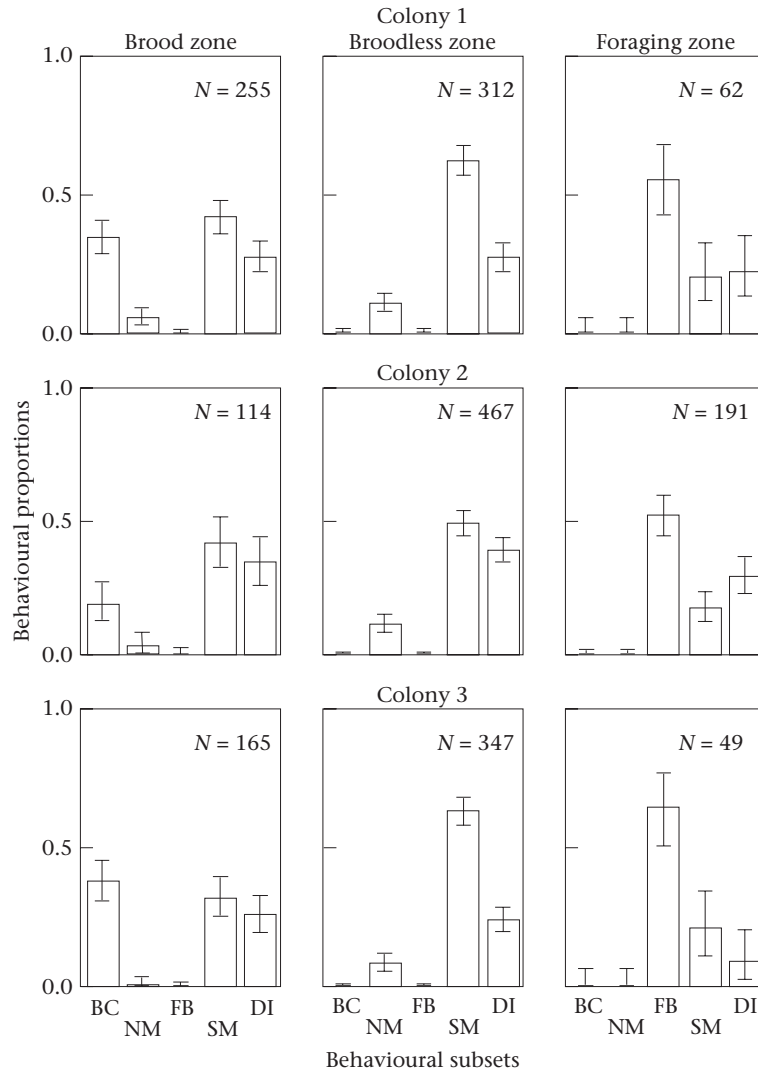 Colony 1
Brood zone Broodless zone Foraging zone
1.0
N = 255 N = 312 N = 62
0.5
0.0
Colony 2
1.0
N = 114 N = 467 N = 191
0.5
0.0
Colony 3
1.0
N = 165 N = 347 N = 49
0.5
0.0
BC FB DI BC FB DI BC FB DI
NM SM NM SM NM SM
Behavioural subsets
Behavioural proportions